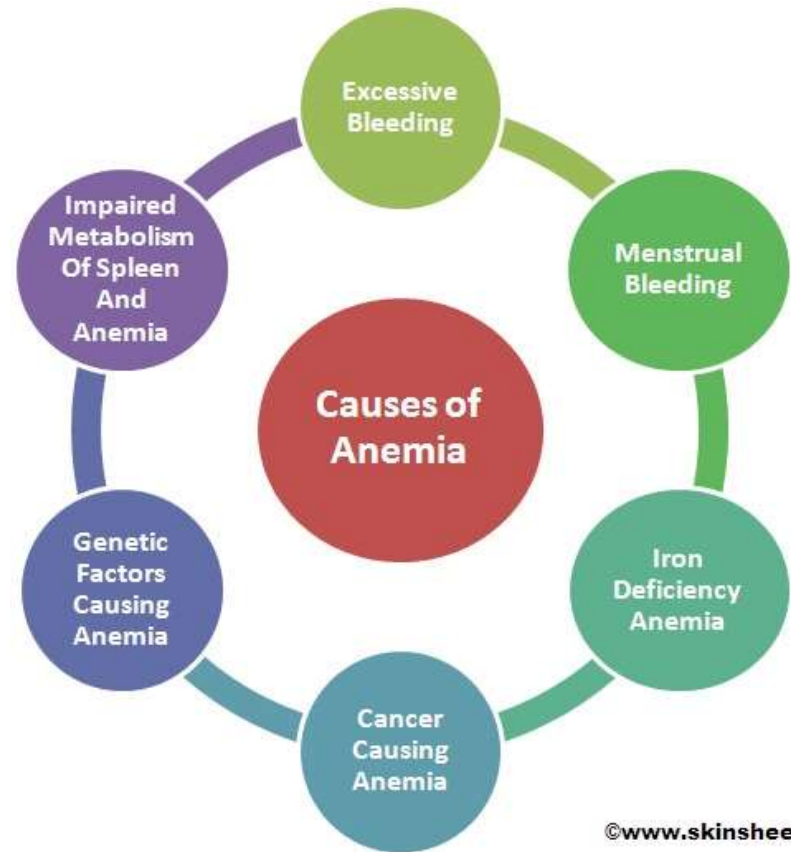 Excessive
Bleeding
Menstrual
Bleeding
Iron
Deficiency
Anemia
Cancer
Causing
Anemia
Genetic
Factors
Causing
Anemia
Impaired
Metabolism
Of Spleen
And
Anemia
Causes of
Anemia
©www.skinshee